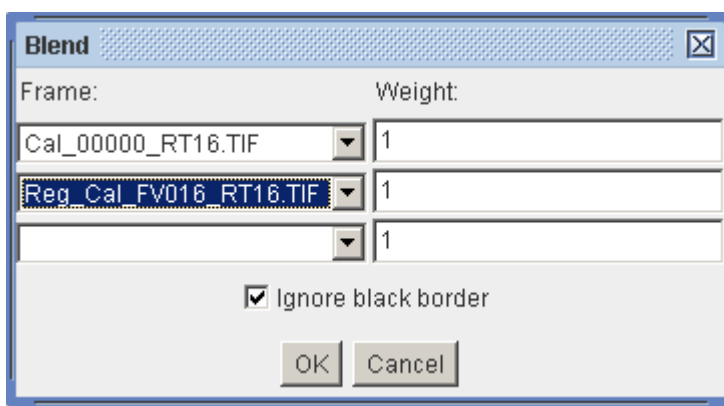 Blend
Frame: Weight:
Cal_00000_RT16.TIF 1
Reg_Cal_FV016_RT16.TIF 1
1
Ignore black border
OK Cancel